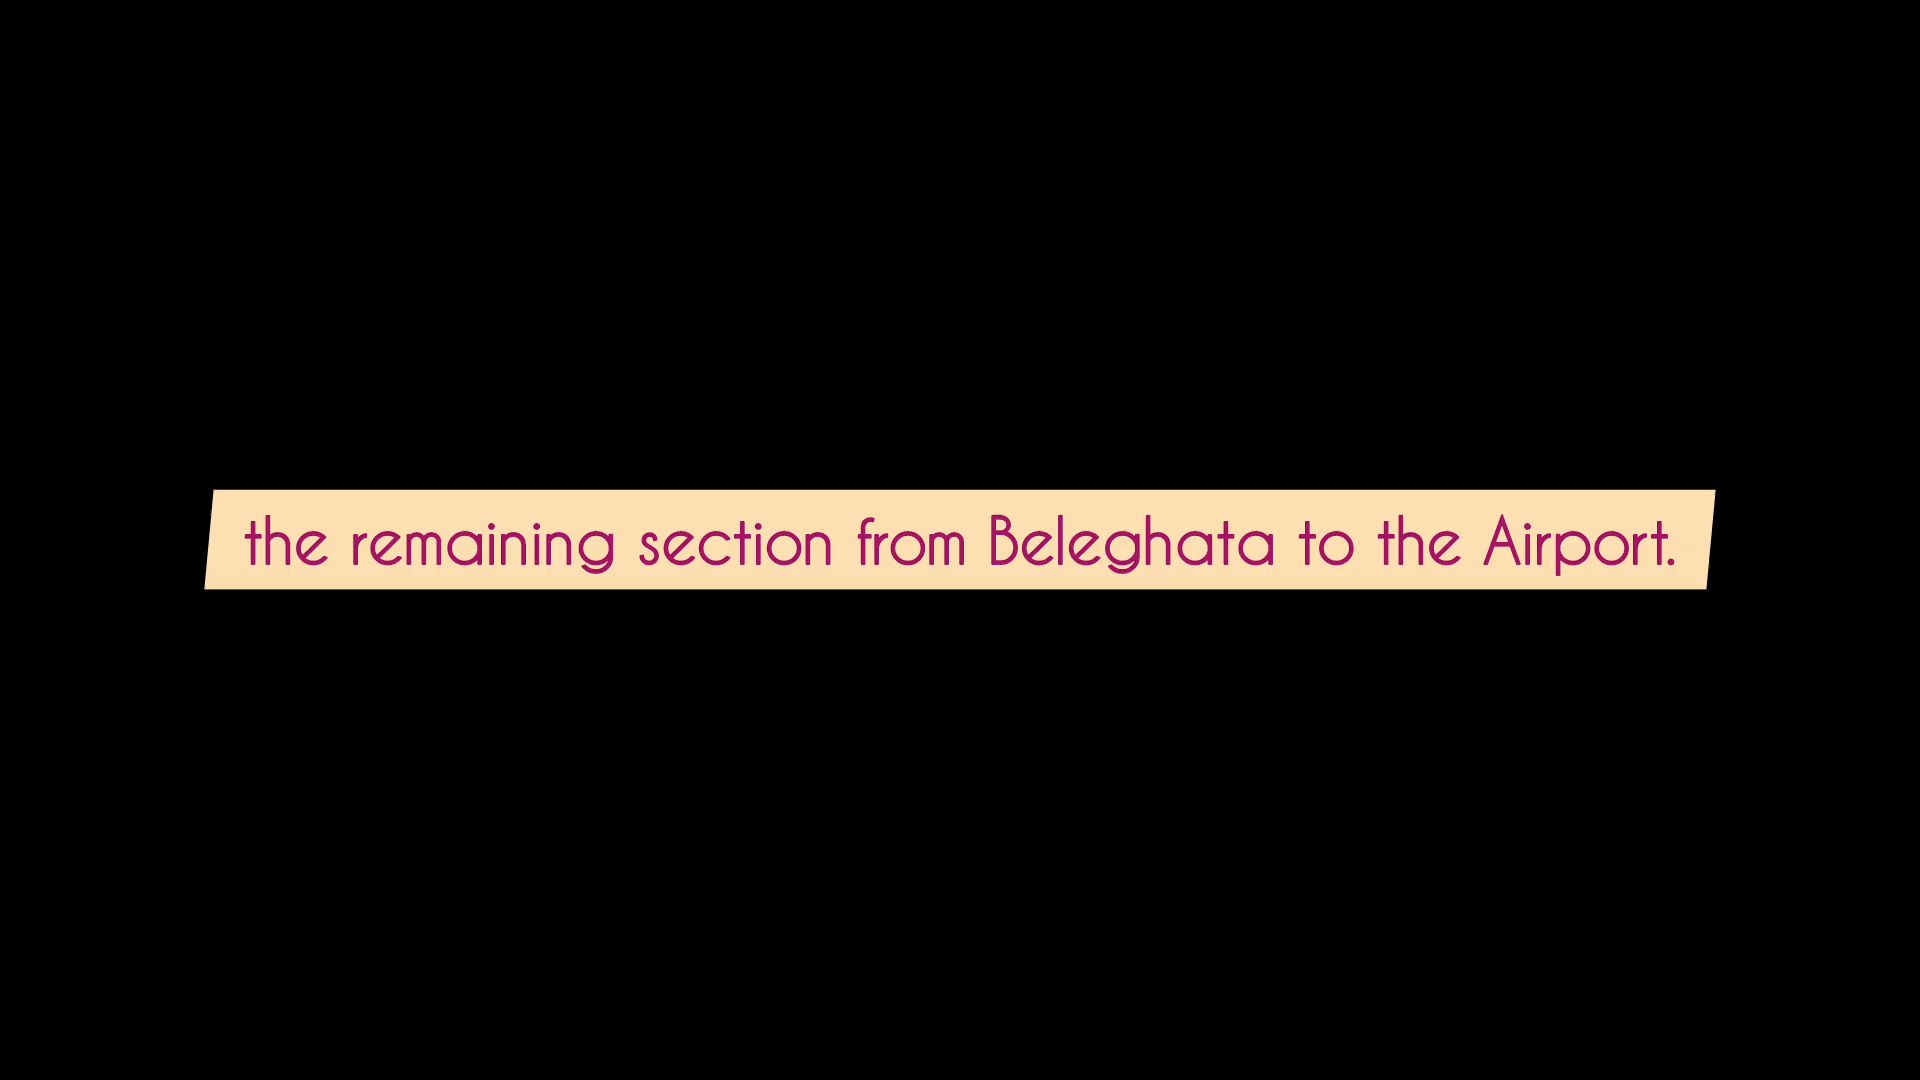 the remaining section from Beleghata to the Airport.